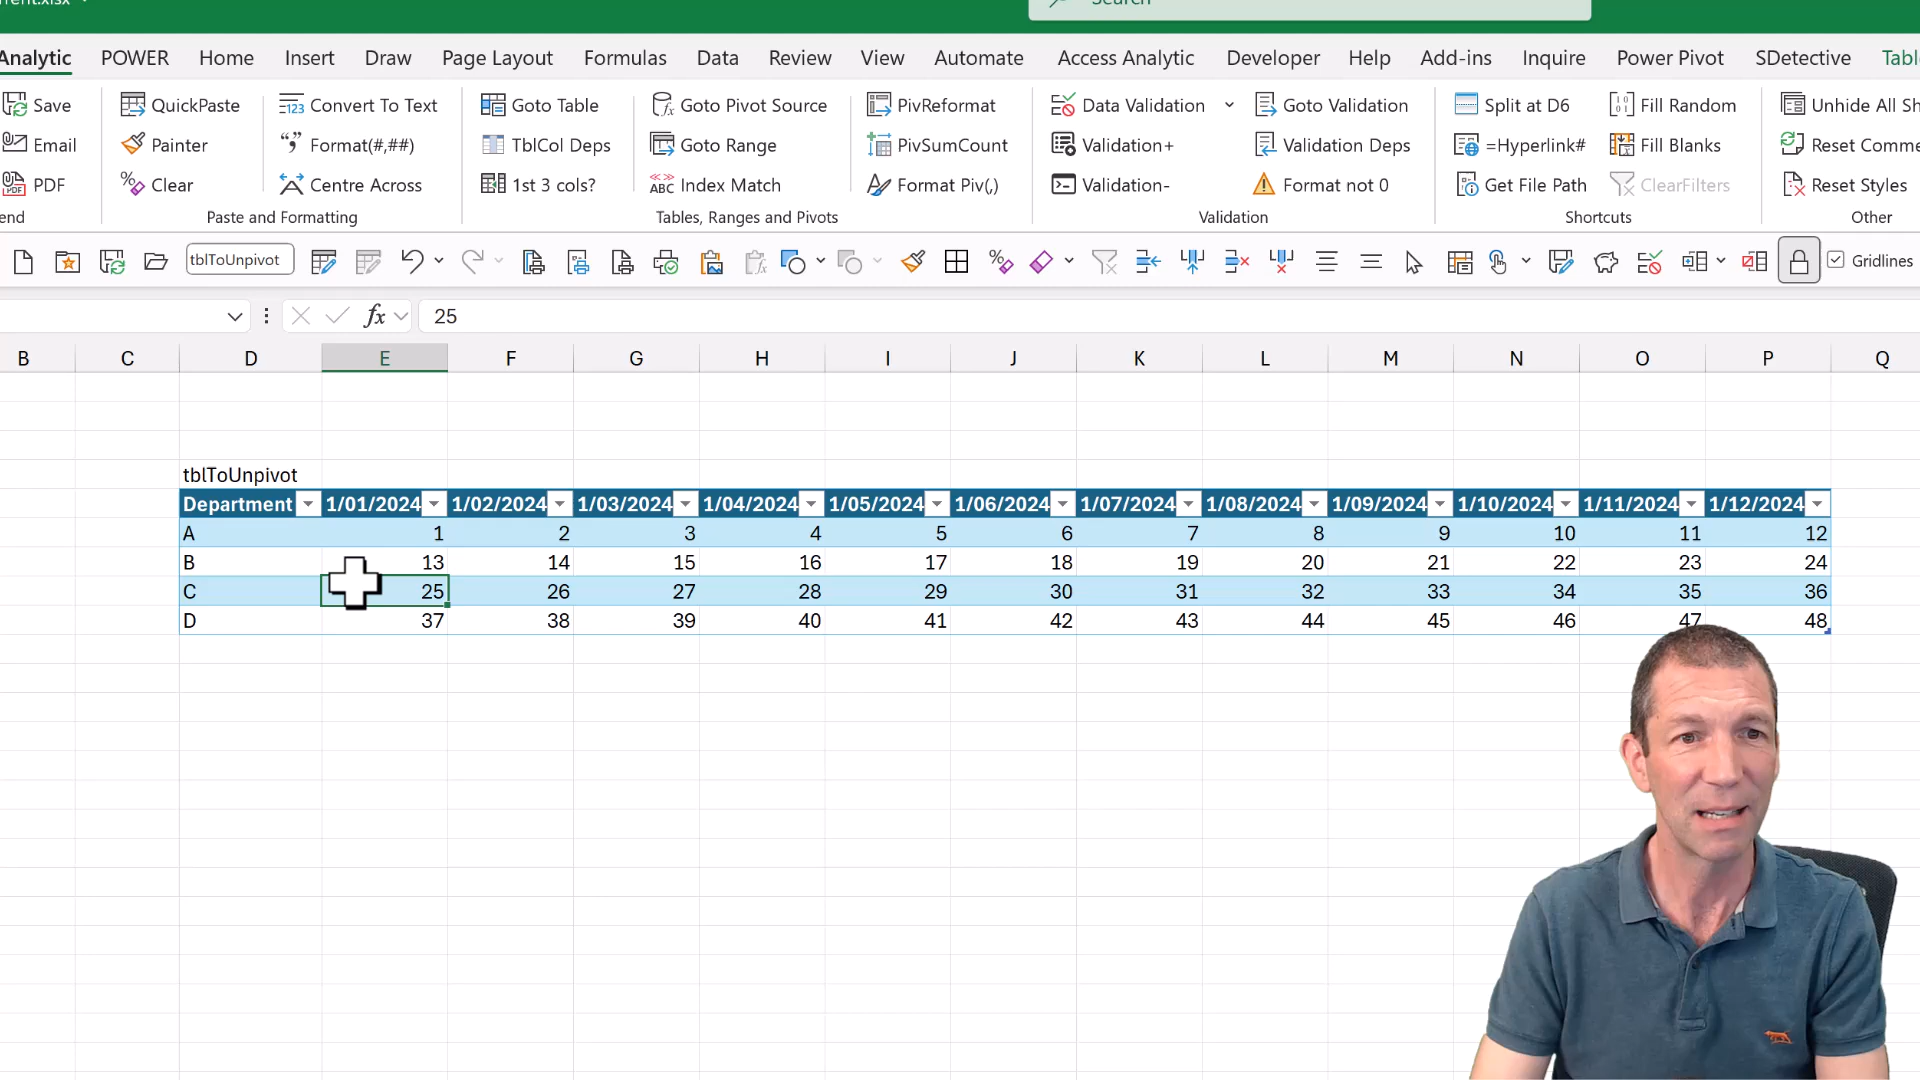 Analytic POWER Home Insert Draw Page Layout Formulas Data Review View Automate Access Analytic Developer Help Add-ins Inquire Power Pivot SDetective
Save QuickPaste Convert To Text Goto Table Goto Pivot Source PivReformat Data Validation Goto Validation Split at D6 Fill Random Unhide All
Email Painter Format(#,##) TblCol Deps Goto Range PivSumCount Validation+ Validation Deps =Hyperlink# Fill Blanks Reset
PDF Clear Centre Across 1st 3 cols? Index Match Format Piv(,) Validation- Format not 0 Get File Path ClearFilters Reset Styles
Paste and Formatting Tables, Ranges and Pivots Validation Shortcuts Other
tblToUnpivot Gridlines
fx 25
B C D E F G H I J K L M N O P Q
tblToUnpivot
Department 1/01/2024 1/02/2024 1/03/2024 1/04/2024 1/05/2024 1/06/2024 1/07/2024 1/08/2024 1/09/2024 1/10/2024 1/11/2024 1/12/2024
A 1 2 3 4 5 6 7 8 9 10 11 12
B 13 14 15 16 17 18 19 20 21 22 23 24
C 25 26 27 28 29 30 31 32 33 34 35 36
D 37 38 39 40 41 42 43 44 45 46 47 48